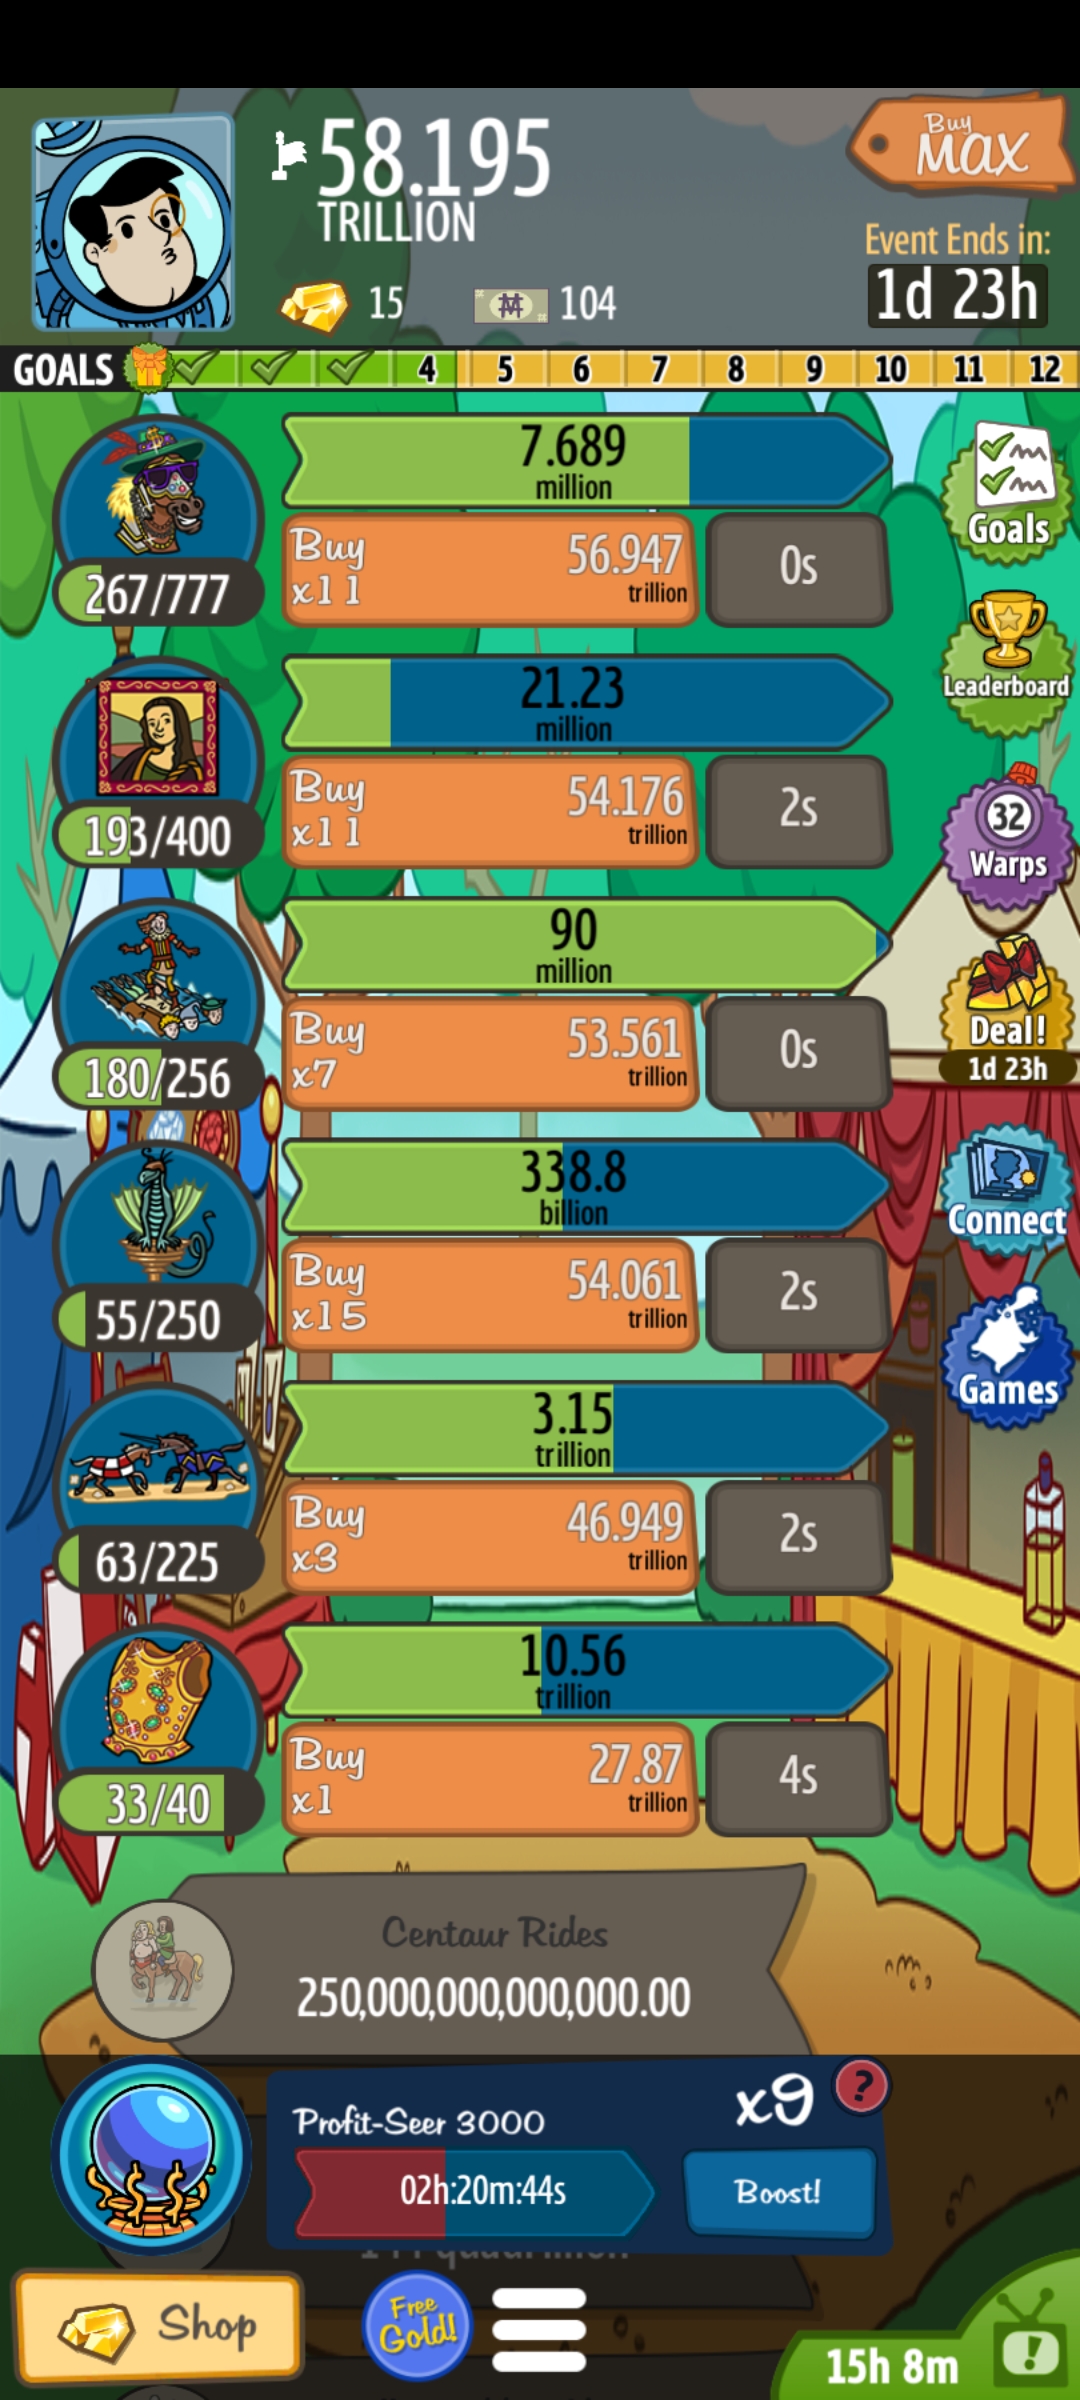 58.195
TRILLION
Buy
MAX
Event Ends in:
1d 23h
15
104
GOALS 4 5 6 7 8 9 10 11 12
7.689
million
Buy
x11
56.947
trillion
0s
267/777
Goals
Leaderboard
21.23
million
Buy
x11
54.176
trillion
2s
193/400
32
Warps
90
million
Buy
x7
53.561
trillion
0s
180/256
Deal!
1d 23h
338.8
billion
Buy
x15
54.061
trillion
2s
55/250
Connect
3.15
trillion
Buy
x3
46.949
trillion
2s
63/225
Games
10.56
trillion
Buy
x1
27.87
trillion
4s
33/40
Centaur Rides
250,000,000,000,000.00
Profit-Seer 3000
x9
?
02h:20m:44s
Boost!
Shop
Free
Gold!
15h 8m
!